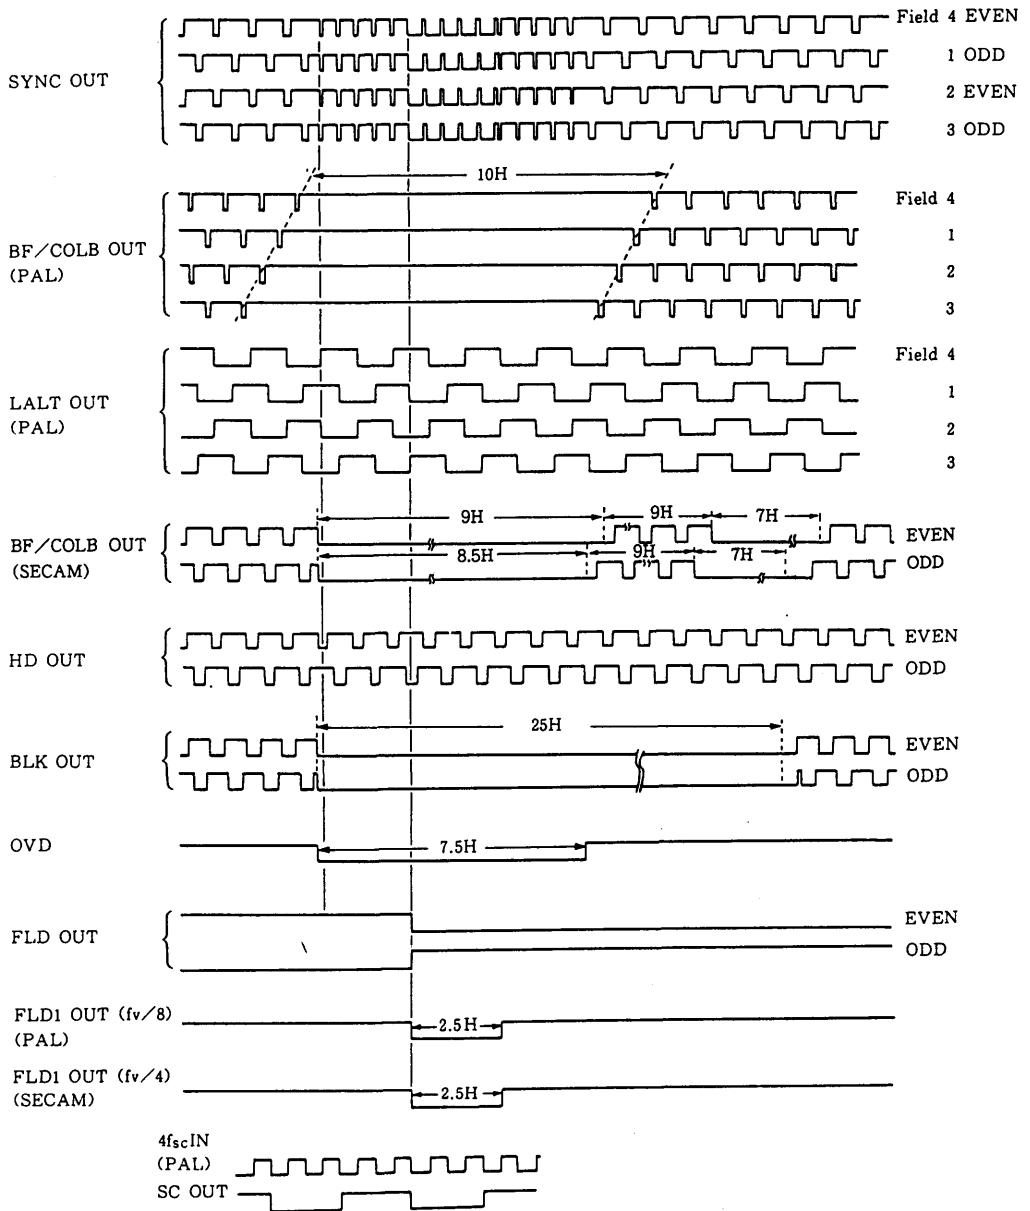 SYNC OUT
Field 4 EVEN
1 ODD
2 EVEN
3 ODD
10H
BF/COLB OUT
(PAL)
Field 4
1
2
3
LALT OUT
(PAL)
Field 4
1
2
3
BF/COLB OUT
(SECAM)
9H
9H
7H
EVEN
8.5H
9H
7H
ODD
HD OUT
EVEN
ODD
25H
BLK OUT
EVEN
ODD
OVD
7.5H
FLD OUT
EVEN
ODD
FLD1 OUT (fv/8)
(PAL)
2.5H
FLD1 OUT (fv/4)
(SECAM)
2.5H
4fscIN
(PAL)
SC OUT